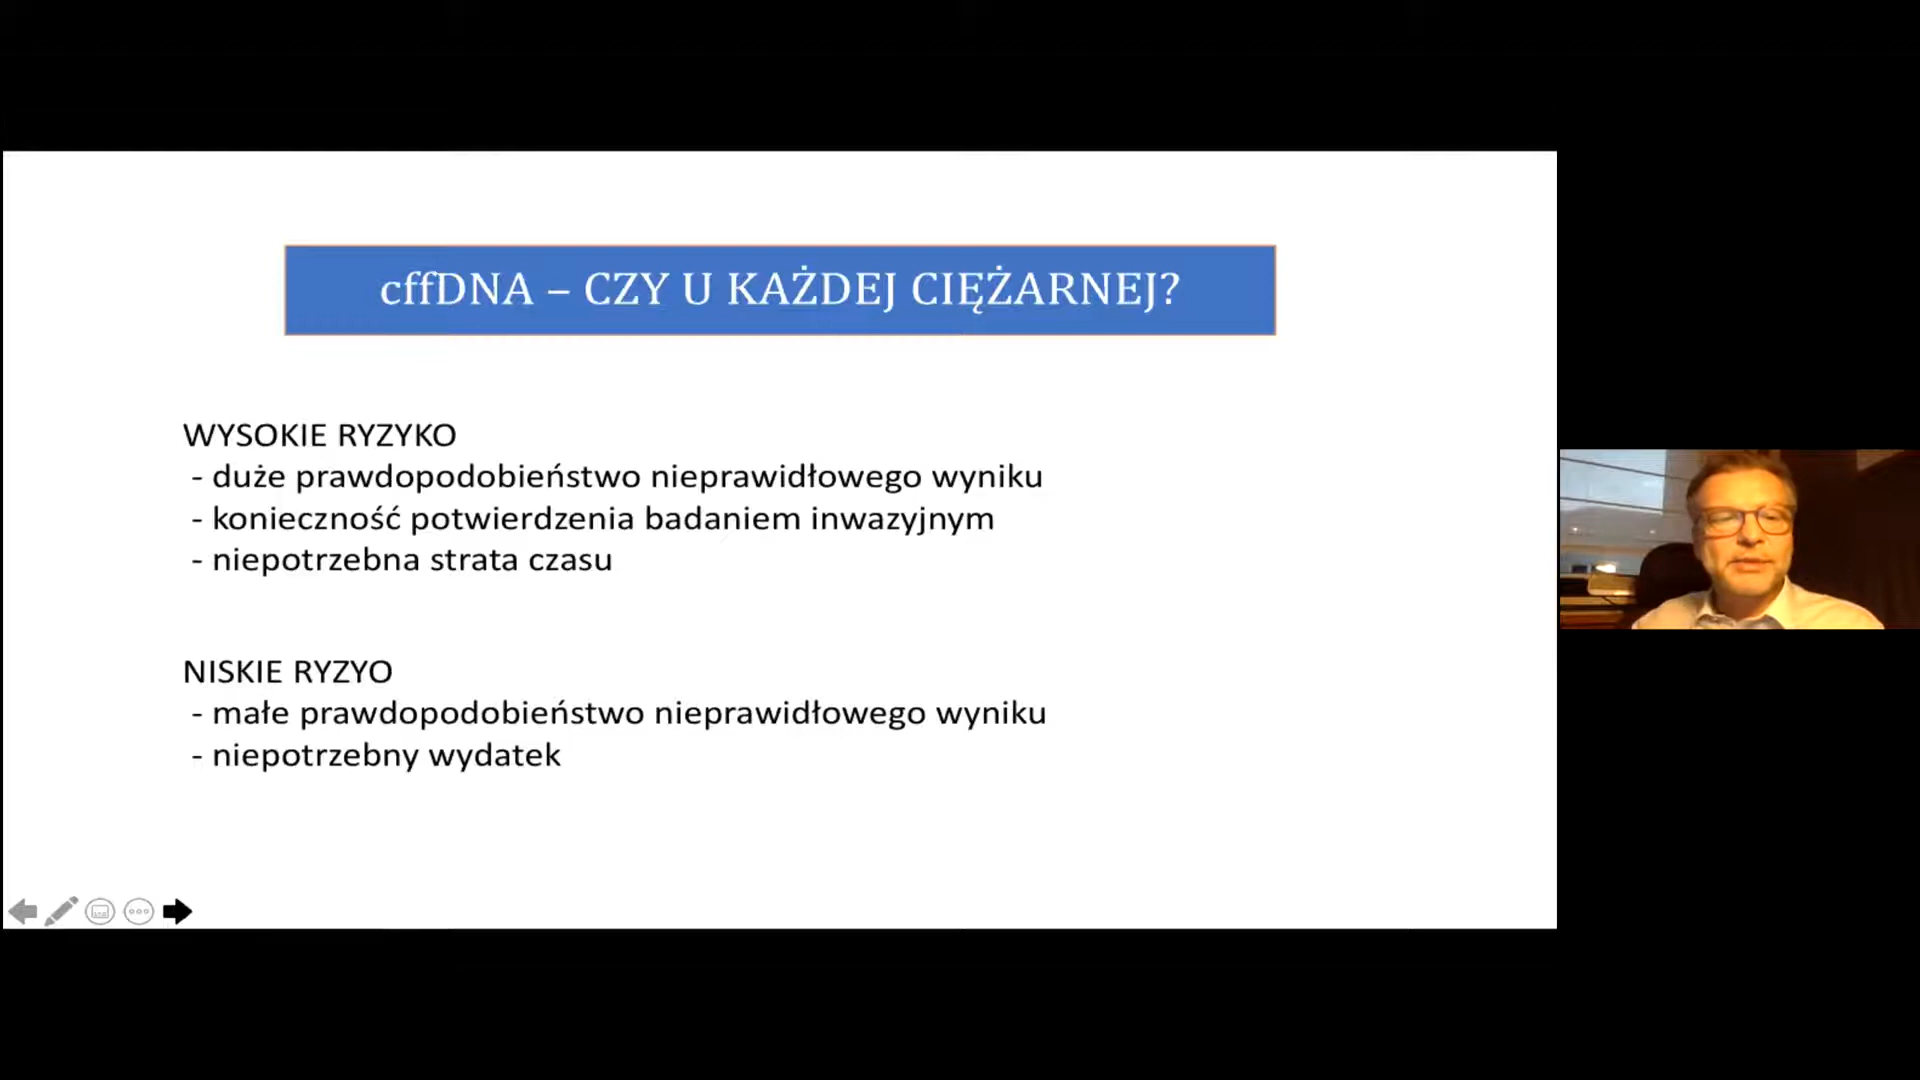 cffDNA – CZY U KAŻDEJ CIĘŻARNEJ?
WYSOKIE RYZYKO
- duże prawdopodobieństwo nieprawidłowego wyniku
- konieczność potwierdzenia badaniem inwazyjnym
- niepotrzebna strata czasu
NISKIE RYZYO
- małe prawdopodobieństwo nieprawidłowego wyniku
- niepotrzebny wydatek